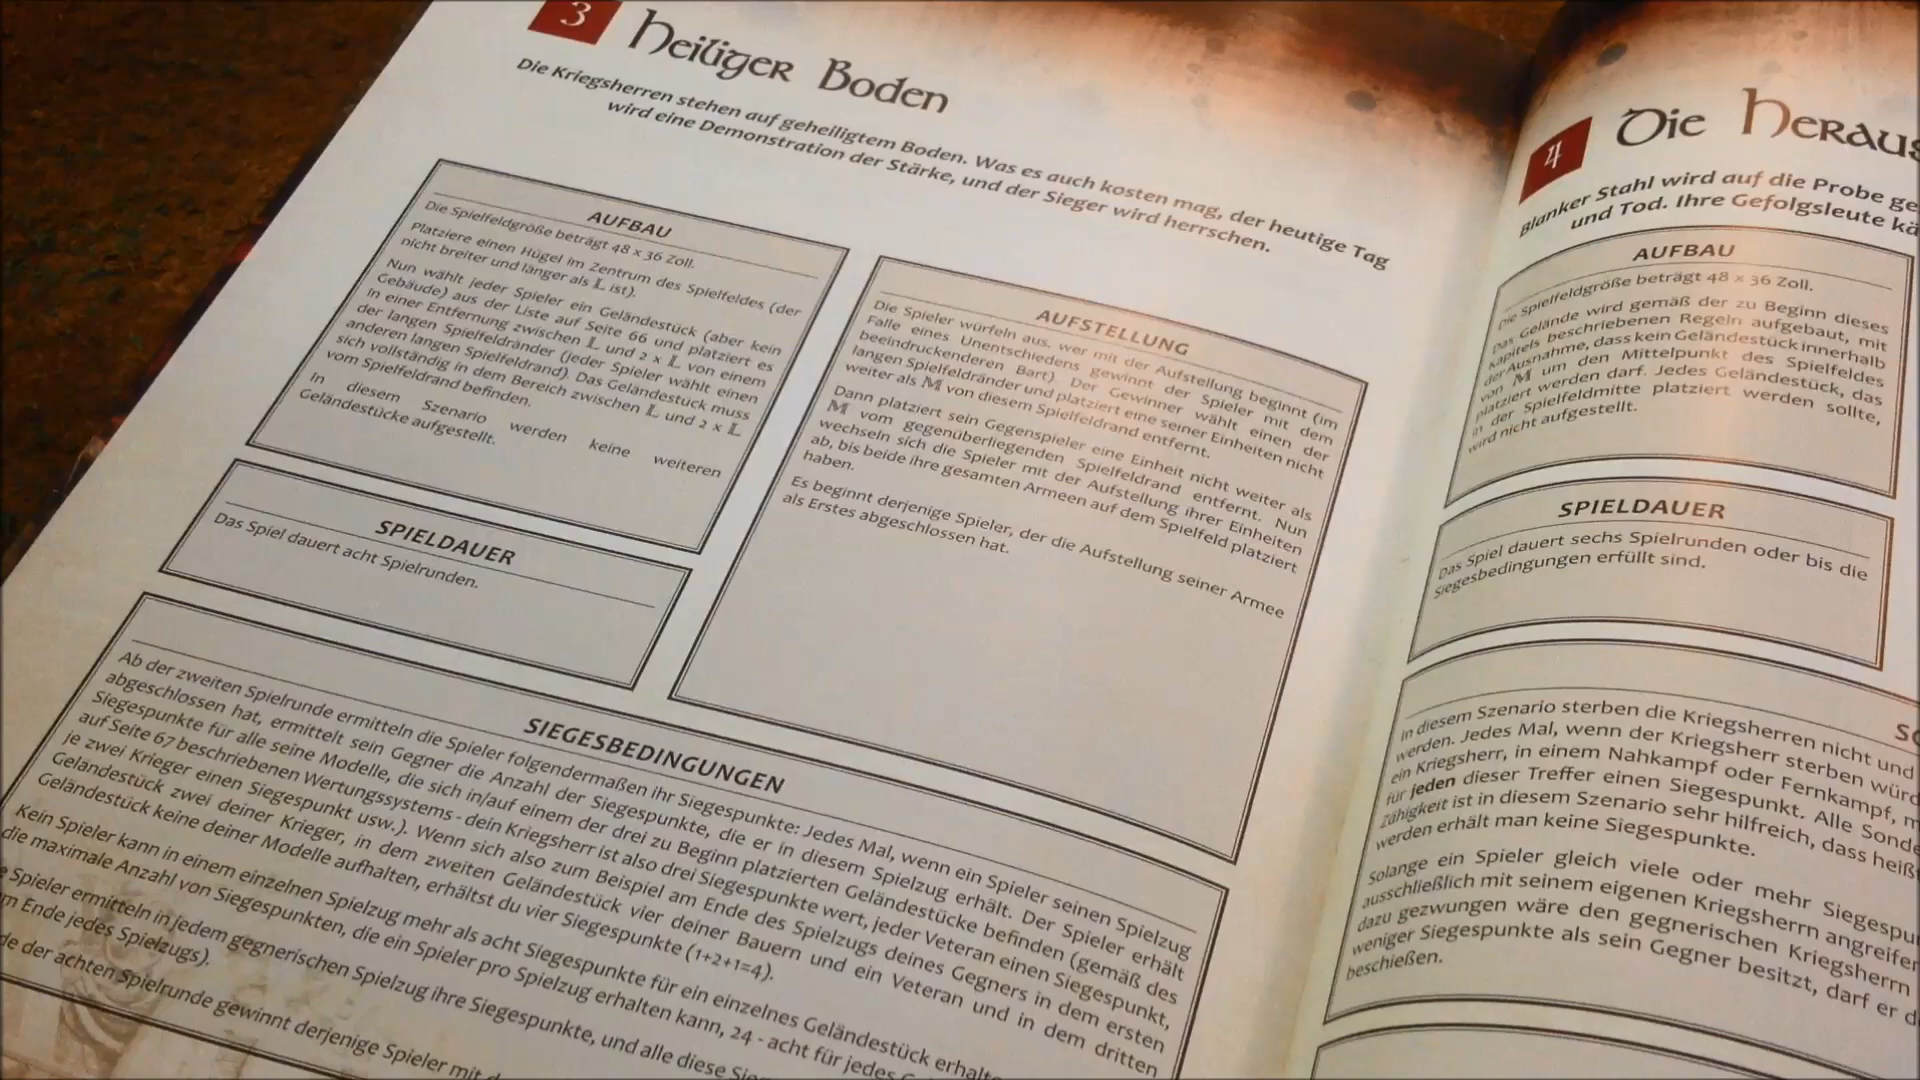 3 Heiliger Boden
Die Kriegsherren stehen auf geheiligtem Boden. Was es auch kosten mag, der heutige Tag
wird eine Demonstration der Stärke, und der Sieger wird herrschen.
AUFBAU
Die Spielfeldgröße beträgt 48 x 36 Zoll.
Platziere einen Hügel im Zentrum des Spielfeldes (der
nicht breiter und länger als L ist).
Nun wählt jeder Spieler ein Geländestück (aber kein
Gebäude) aus der Liste auf Seite 66 und platziert es
in einer Entfernung zwischen L und 2 x L von einem
der langen Spielfeldränder (jeder Spieler wählt einen
anderen langen Spielfeldrand). Das Geländestück muss
sich vollständig in dem Bereich zwischen L und 2 x L
vom Spielfeldrand befinden.
In diesem Szenario werden keine weiteren
Geländestücke aufgestellt.
SPIELDAUER
Das Spiel dauert acht Spielrunden.
AUFSTELLUNG
Die Spieler würfeln aus, wer mit der Aufstellung beginnt (im
Falle eines Unentschiedens gewinnt der Spieler mit dem
beeindruckenderen Bart). Der Gewinner wählt einen der
langen Spielfeldränder und platziert eine seiner Einheiten nicht
weiter als M von diesem Spielfeldrand entfernt.
Dann platziert sein Gegenspieler eine Einheit nicht weiter als
M vom gegenüberliegenden Spielfeldrand entfernt. Nun
wechseln sich die Spieler mit der Aufstellung ihrer Einheiten
ab, bis beide ihre gesamten Armeen auf dem Spielfeld platziert
haben.
Es beginnt derjenige Spieler, der die Aufstellung seiner Armee
als Erstes abgeschlossen hat.
SIEGESBEDINGUNGEN
Ab der zweiten Spielrunde ermitteln die Spieler folgendermaßen ihr Siegespunkte: Jedes Mal, wenn ein Spieler seinen Spielzug
abgeschlossen hat, ermittelt sein Gegner die Anzahl der Siegespunkte, die er in diesem Spielzug erhält. Der Spieler erhält
Siegespunkte für alle seine Modelle, die sich in/auf einem der drei zu Beginn platzierten Geländestücke befinden (gemäß des
auf Seite 67 beschriebenen Wertungssystems - dein Kriegsherr ist also drei Siegespunkte wert, jeder Veteran einen Siegespunkt,
je zwei Krieger einen Siegespunkt usw.). Wenn sich also zum Beispiel am Ende des Spielzugs deines Gegners in dem ersten
Geländestück zwei deiner Krieger, in dem zweiten Geländestück vier deiner Bauern und ein Veteran und in dem dritten
Geländestück keine deiner Modelle aufhalten, erhältst du vier Siegespunkte (1+2+1=4).
Kein Spieler kann in einem einzelnen Spielzug mehr als acht Siegespunkte für ein einzelnes Geländestück
die maximale Anzahl von Siegespunkten, die ein Spieler pro Spielzug erhalten kann, 24 - acht für jedes
Spieler ermitteln in jedem gegnerischen Spielzug ihre Siegespunkte, und alle diese
Ende jedes Spielzugs).
der achten Spielrunde gewinnt derjenige Spieler mit
4 Die
Blanker Stahl wird auf die Probe
und Tod. Ihre Gefolgsleute
AUFBAU
Die Spielfeldgröße beträgt 48 x 36 Zoll.
Das Gelände wird gemäß der zu Beginn dieses
Kapitels beschriebenen Regeln aufgebaut, mit
der Ausnahme, dass kein Geländestück innerhalb
von M um den Mittelpunkt des Spielfeldes
platziert werden darf. Jedes Geländestück, das
in der Spielfeldmitte platziert werden sollte,
wird nicht aufgestellt.
SPIELDAUER
Das Spiel dauert sechs Spielrunden oder bis die
Siegesbedingungen erfüllt sind.
In diesem Szenario sterben die Kriegsherren nicht und
werden. Jedes Mal, wenn der Kriegsherr sterben
ein Kriegsherr, in einem Nahkampf oder Fernkampf,
für jeden dieser Treffer einen Siegespunkt. Alle
Zähigkeit ist in diesem Szenario sehr hilfreich, dass
werden erhält man keine Siegespunkte.
Solange ein Spieler gleich viele oder mehr
ausschließlich mit seinem eigenen Kriegsherrn
dazu gezwungen wäre den gegnerischen Kriegsherrn
weniger Siegespunkte als sein Gegner besitzt, darf er
beschießen.